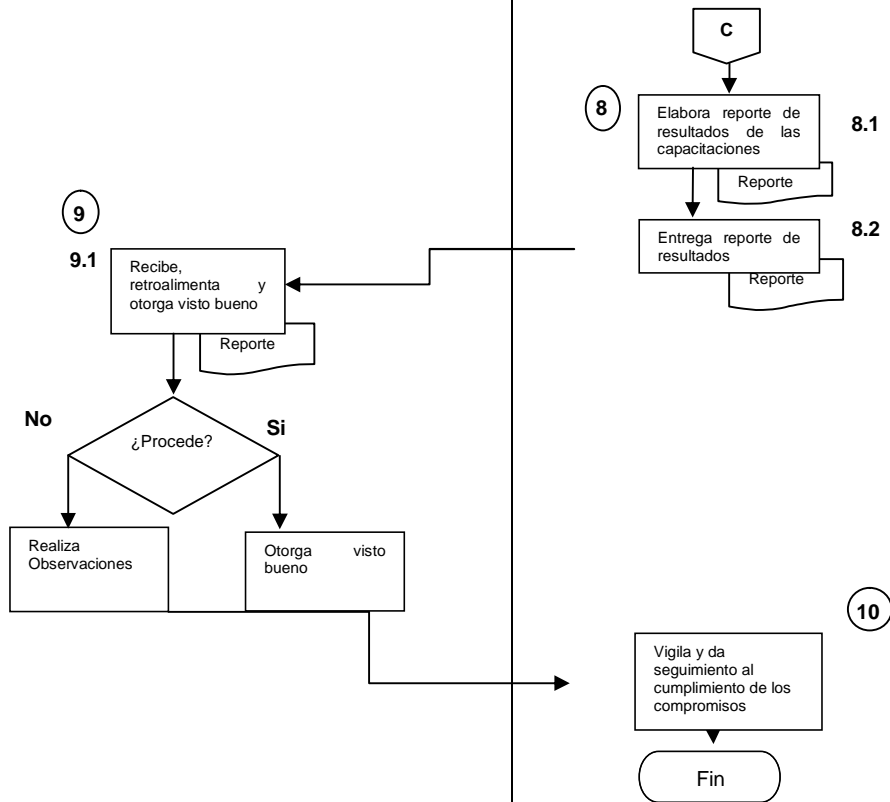 C
8
Elabora reporte de
resultados de las
capacitaciones
8.1
Reporte
Entrega reporte de
resultados
8.2
Reporte
9
9.1
Recibe,
retroalimenta y
otorga visto bueno
Reporte
No
¿Procede?
Si
Realiza
Observaciones
Otorga visto
bueno
10
Vigila y da
seguimiento al
cumplimiento de los
compromisos
Fin